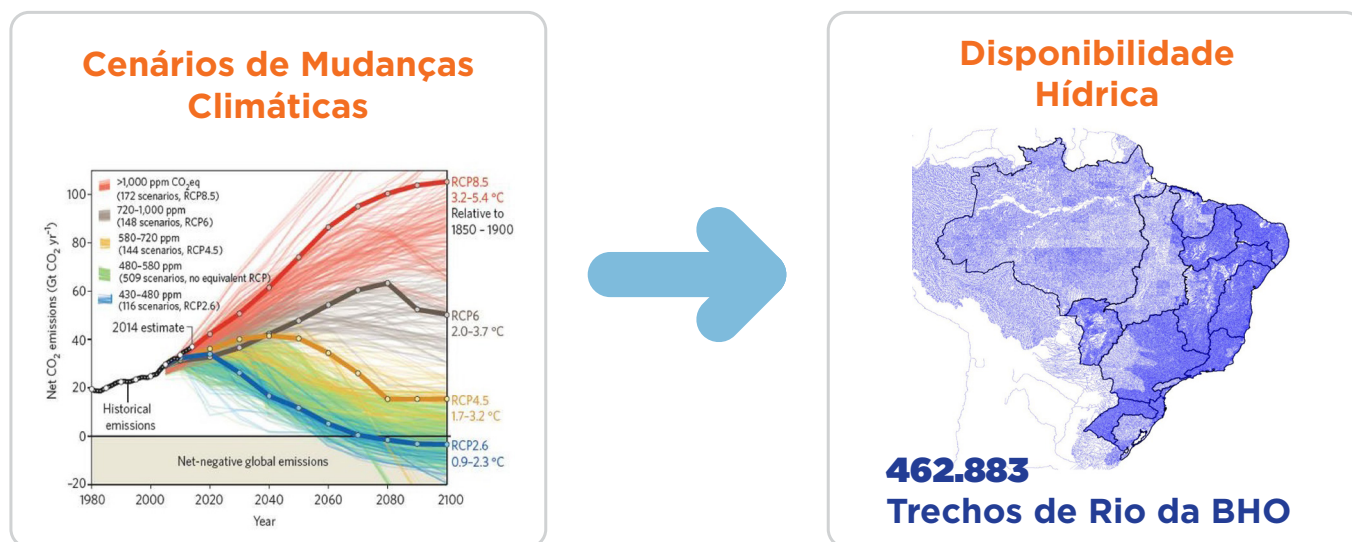 Cenários de Mudanças
Climáticas
Net CO2 emissions (Gt CO2 yr-1)
100
80
60
40
20
0
-20
>1,000 ppm CO2eq
(172 scenarios, RCP8.5)
720–1,000 ppm
(148 scenarios, RCP6)
580–720 ppm
(144 scenarios, RCP4.5)
480–580 ppm
(509 scenarios, no equivalent RCP)
430–480 ppm
(116 scenarios, RCP2.6)
2014 estimate
Historical
emissions
Net-negative global emissions
RCP8.5
3.2–5.4 °C
Relative to
1850 – 1900
RCP6
2.0–3.7 °C
RCP4.5
1.7–3.2 °C
RCP2.6
0.9–2.3 °C
1980 2000 2020 2040 2060 2080 2100
Year
Disponibilidade
Hídrica
462.883
Trechos de Rio da BHO